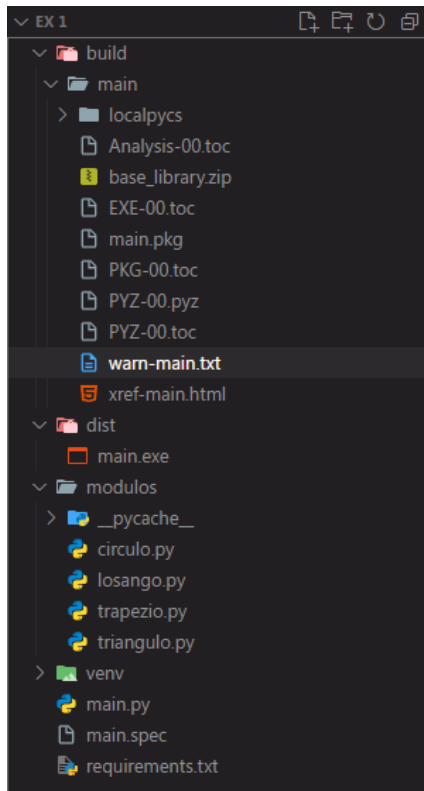 EX 1
build
main
localpycs
Analysis-00.toc
base_library.zip
EXE-00.toc
main.pkg
PKG-00.toc
PYZ-00.pyz
PYZ-00.toc
warn-main.txt
xref-main.html
dist
main.exe
modulos
__pycache__
circulo.py
losango.py
trapezio.py
triangulo.py
venv
main.py
main.spec
requirements.txt